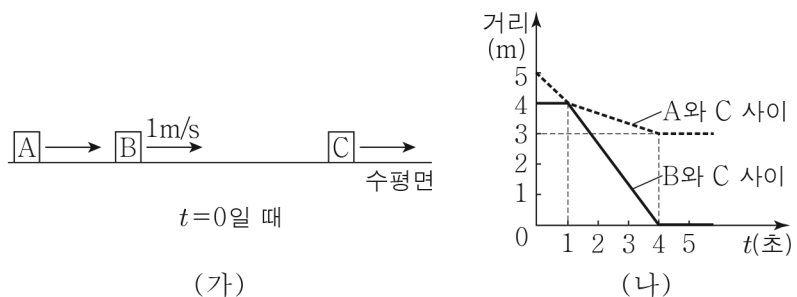 A B 1m/s C
수평면
t=0일 때
(가)
거리
(m)
5
4
3
2
1
0
A와 C 사이
B와 C 사이
1 2 3 4 5 t(초)
(나)